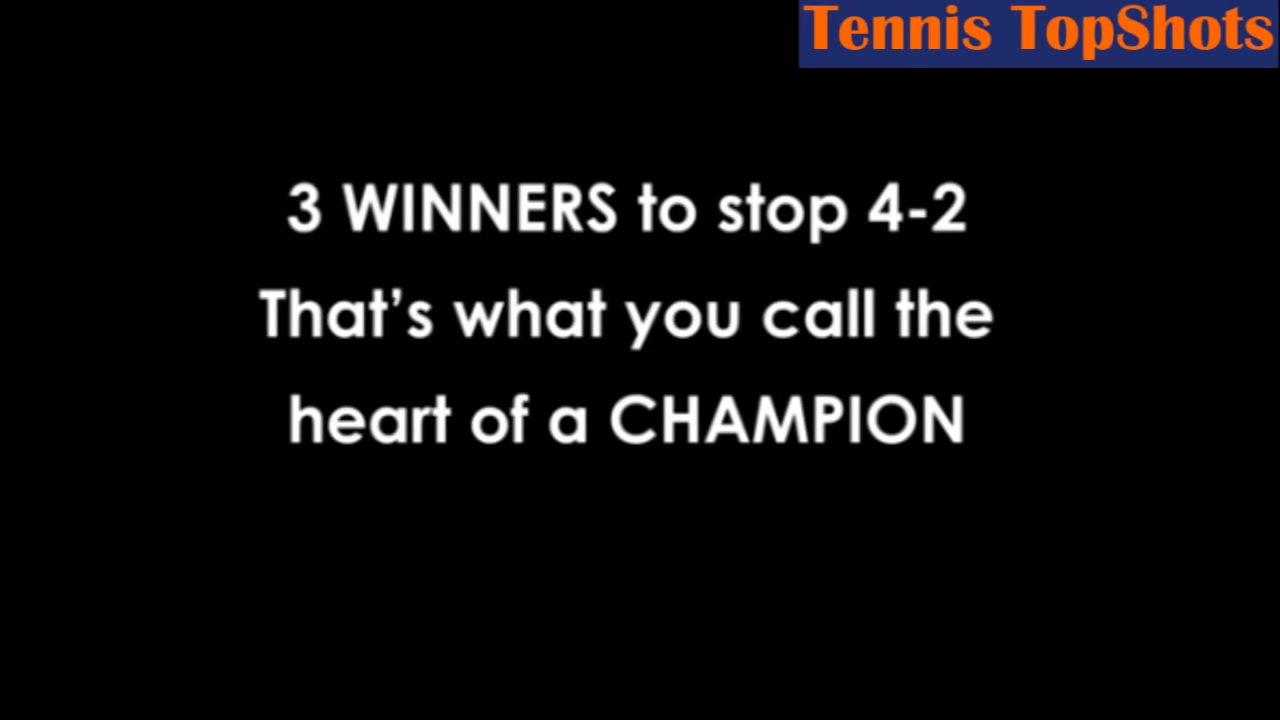 Tennis TopShots
3 WINNERS to stop 4-2
That’s what you call the
heart of a CHAMPION